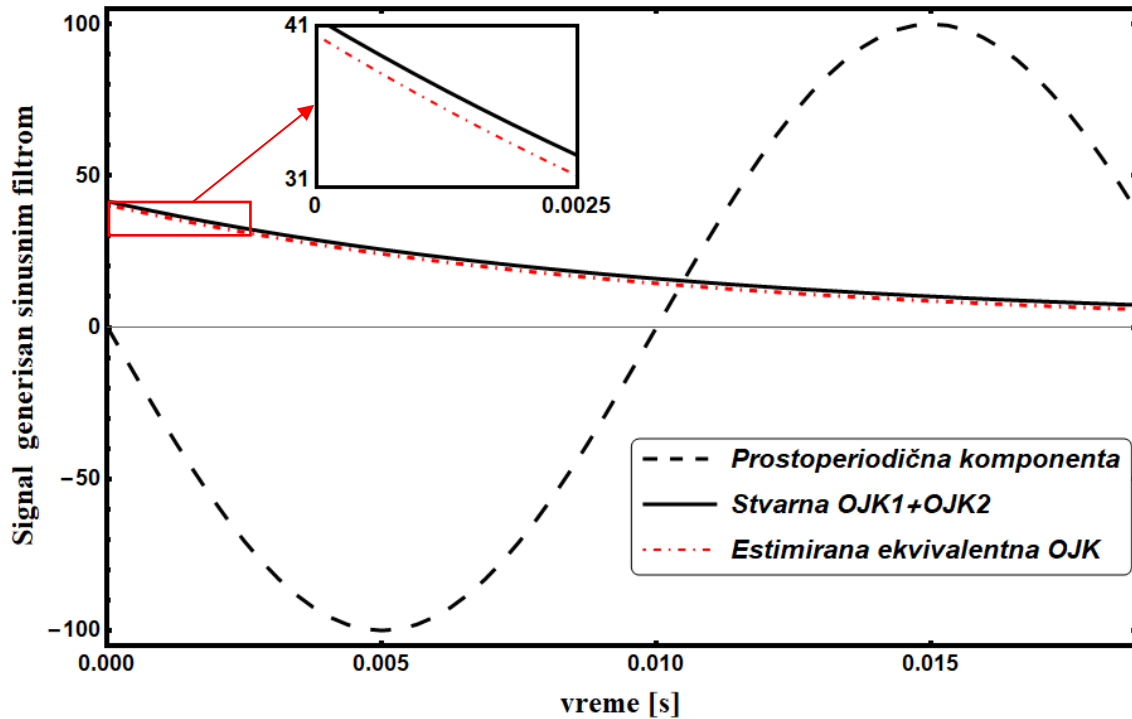 Signal generisan sinusnim filtrom
100
50
0
−50
−100
41
31
0
0.0025
Prostoperiodična komponenta
Stvarna OJK1+OJK2
Estimirana ekvivalentna OJK
0.000
0.005
0.010
0.015
vreme [s]